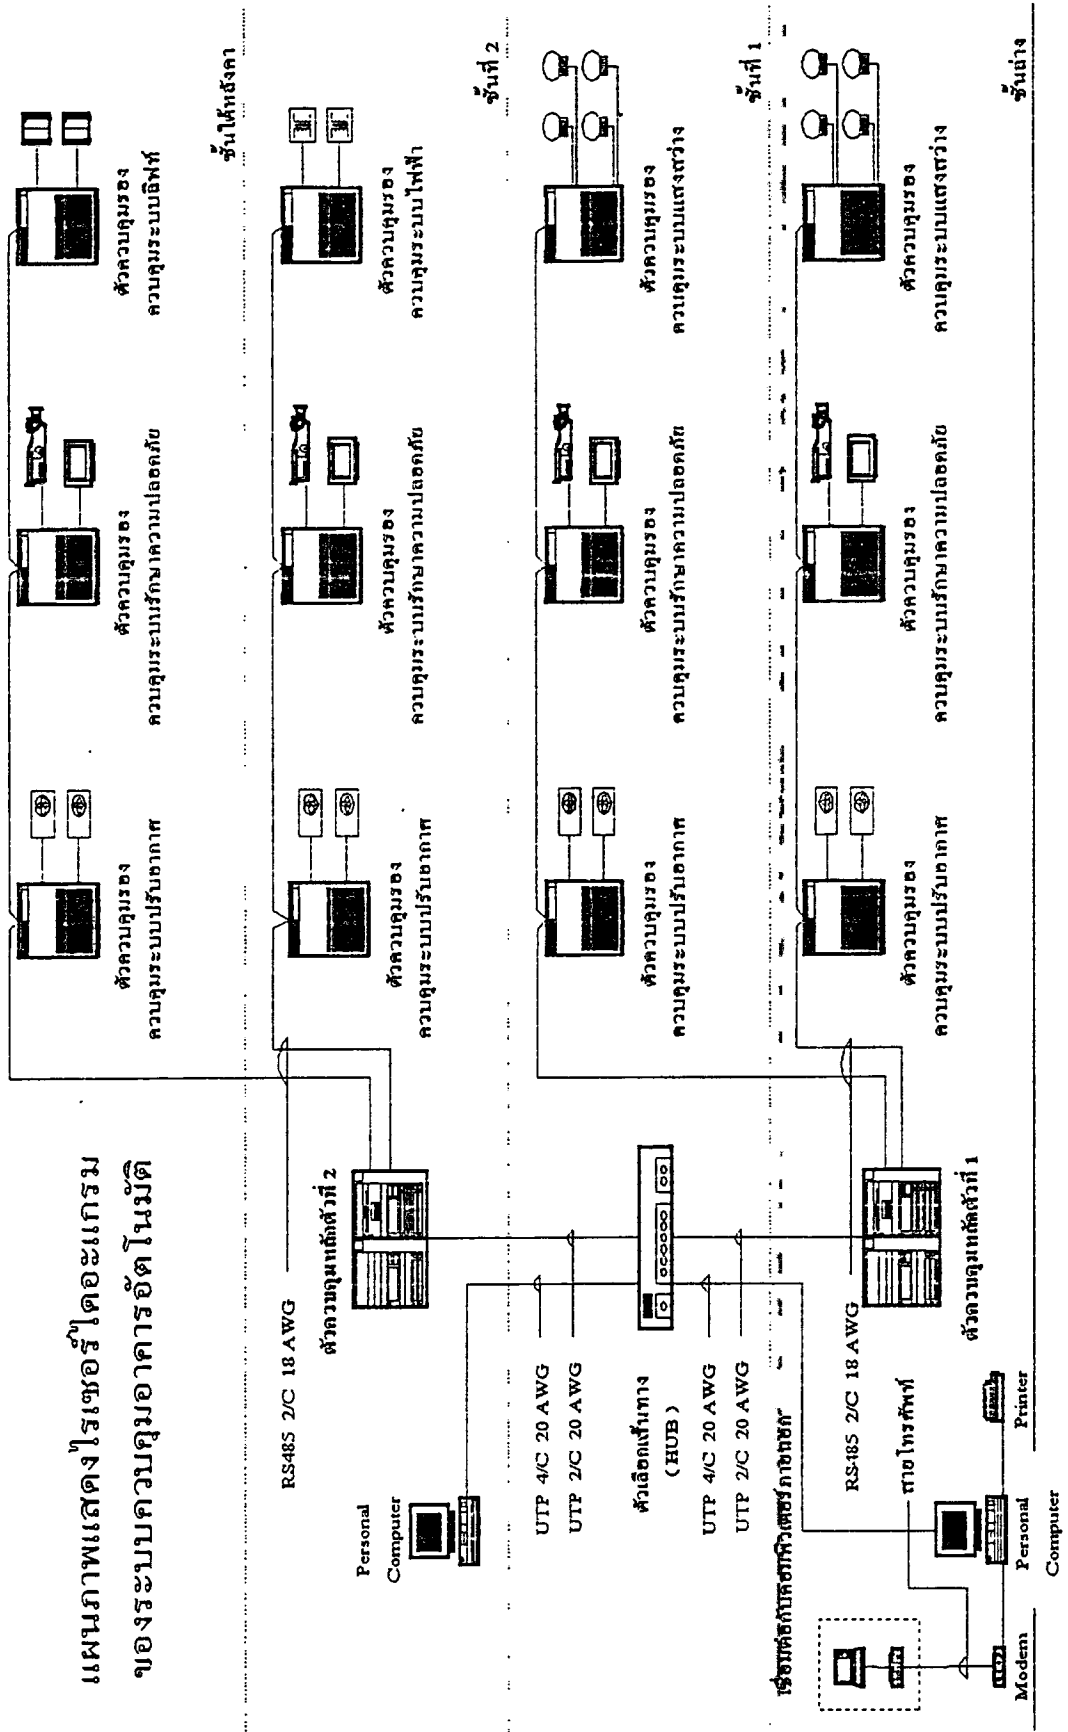 แผนภาพแสดงไรเซอร์ไดอะแกรม
ของระบบควบคุมอาคารอัตโนมัติ
ตัวควบคุมรอง
ควบคุมระบบปรับอากาศ
ตัวควบคุมรอง
ควบคุมระบบรักษาความปลอดภัย
ตัวควบคุมรอง
ควบคุมระบบลิฟท์
ชั้นใต้หลังคา
RS485 2/C 18 AWG
ตัวควบคุมหลักตัวที่ 2
Personal
Computer
ตัวควบคุมรอง
ควบคุมระบบปรับอากาศ
ตัวควบคุมรอง
ควบคุมระบบรักษาความปลอดภัย
ตัวควบคุมรอง
ควบคุมระบบไฟฟ้า
ชั้นที่ 2
UTP 4/C 20 AWG
UTP 2/C 20 AWG
ตัวเลือกเส้นทาง
( HUB )
UTP 4/C 20 AWG
UTP 2/C 20 AWG
ตัวควบคุมรอง
ควบคุมระบบปรับอากาศ
ตัวควบคุมรอง
ควบคุมระบบรักษาความปลอดภัย
ตัวควบคุมรอง
ควบคุมระบบแสงสว่าง
ชั้นที่ 1
เชื่อมต่อกับคอมพิวเตอร์ภายนอก
RS485 2/C 18 AWG
สายโทรศัพท์
ตัวควบคุมหลักตัวที่ 1
ตัวควบคุมรอง
ควบคุมระบบปรับอากาศ
ตัวควบคุมรอง
ควบคุมระบบรักษาความปลอดภัย
ตัวควบคุมรอง
ควบคุมระบบแสงสว่าง
ชั้นล่าง
Modem
Personal
Computer
Printer